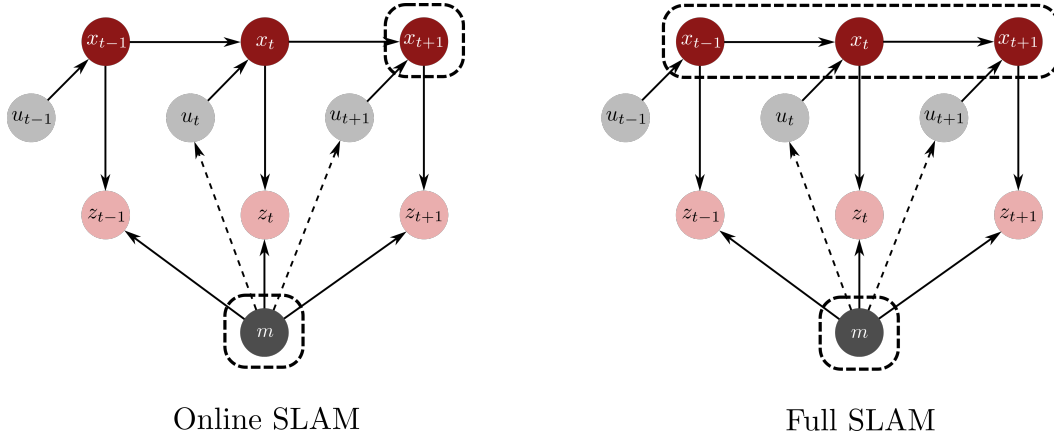 x_{t-1} x_t x_{t+1} x_{t-1} x_t x_{t+1}
u_{t-1} u_t u_{t+1} u_{t-1} u_t u_{t+1}
z_{t-1} z_t z_{t+1} z_{t-1} z_t z_{t+1}
m m
Online SLAM Full SLAM